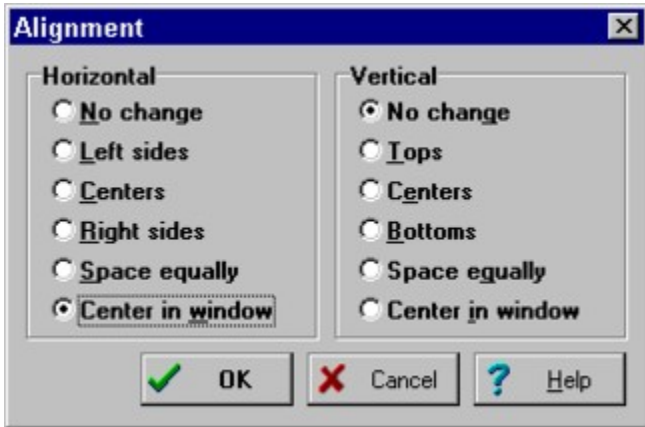 Alignment
Horizontal
No change
Left sides
Centers
Right sides
Space equally
Center in window
Vertical
No change
Tops
Centers
Bottoms
Space equally
Center in window
OK
Cancel
Help